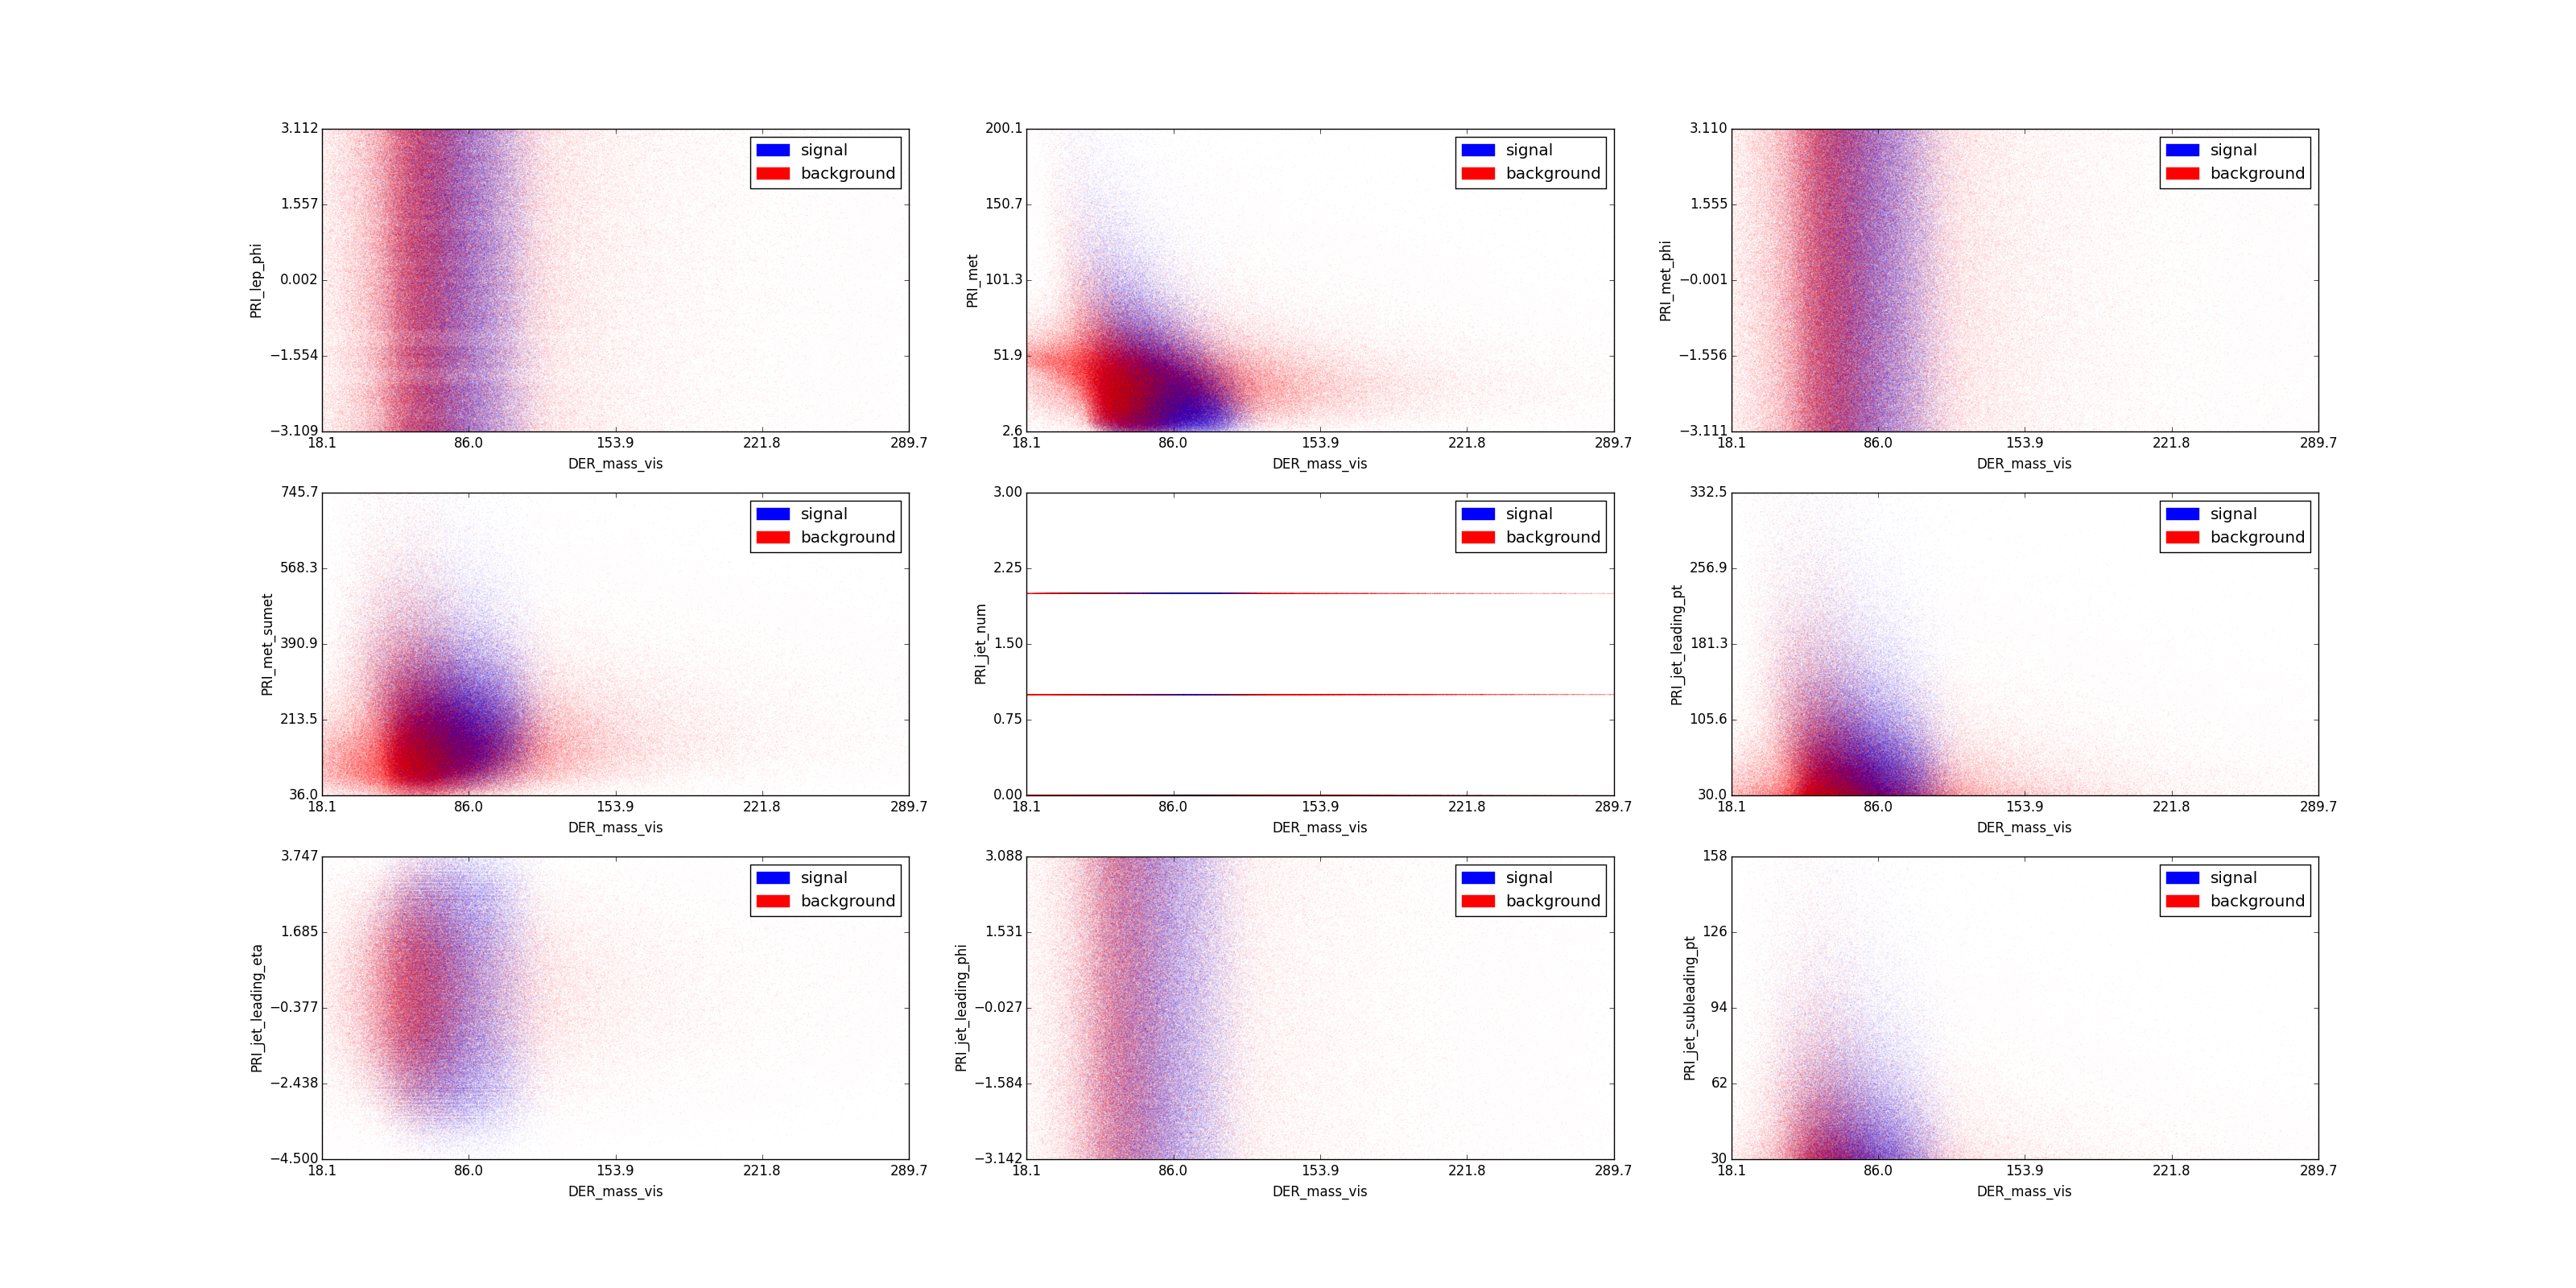 3.112
1.557
0.002
−1.554
−3.109
PRI_lep_phi
signal
background
18.1 86.0 153.9 221.8 289.7
DER_mass_vis
200.1
150.7
101.3
51.9
2.6
PRI_met
signal
background
18.1 86.0 153.9 221.8 289.7
DER_mass_vis
3.110
1.555
−0.001
−1.556
−3.111
PRI_met_phi
signal
background
18.1 86.0 153.9 221.8 289.7
DER_mass_vis
745.7
568.3
390.9
213.5
36.0
PRI_met_sumet
signal
background
18.1 86.0 153.9 221.8 289.7
DER_mass_vis
3.00
2.25
1.50
0.75
0.00
PRI_jet_num
signal
background
18.1 86.0 153.9 221.8 289.7
DER_mass_vis
332.5
256.9
181.3
105.6
30.0
PRI_jet_leading_pt
signal
background
18.1 86.0 153.9 221.8 289.7
DER_mass_vis
3.747
1.685
−0.377
−2.438
−4.500
PRI_jet_leading_eta
signal
background
18.1 86.0 153.9 221.8 289.7
DER_mass_vis
3.088
1.531
−0.027
−1.584
−3.142
PRI_jet_leading_phi
signal
background
18.1 86.0 153.9 221.8 289.7
DER_mass_vis
158
126
94
62
30
PRI_jet_subleading_pt
signal
background
18.1 86.0 153.9 221.8 289.7
DER_mass_vis